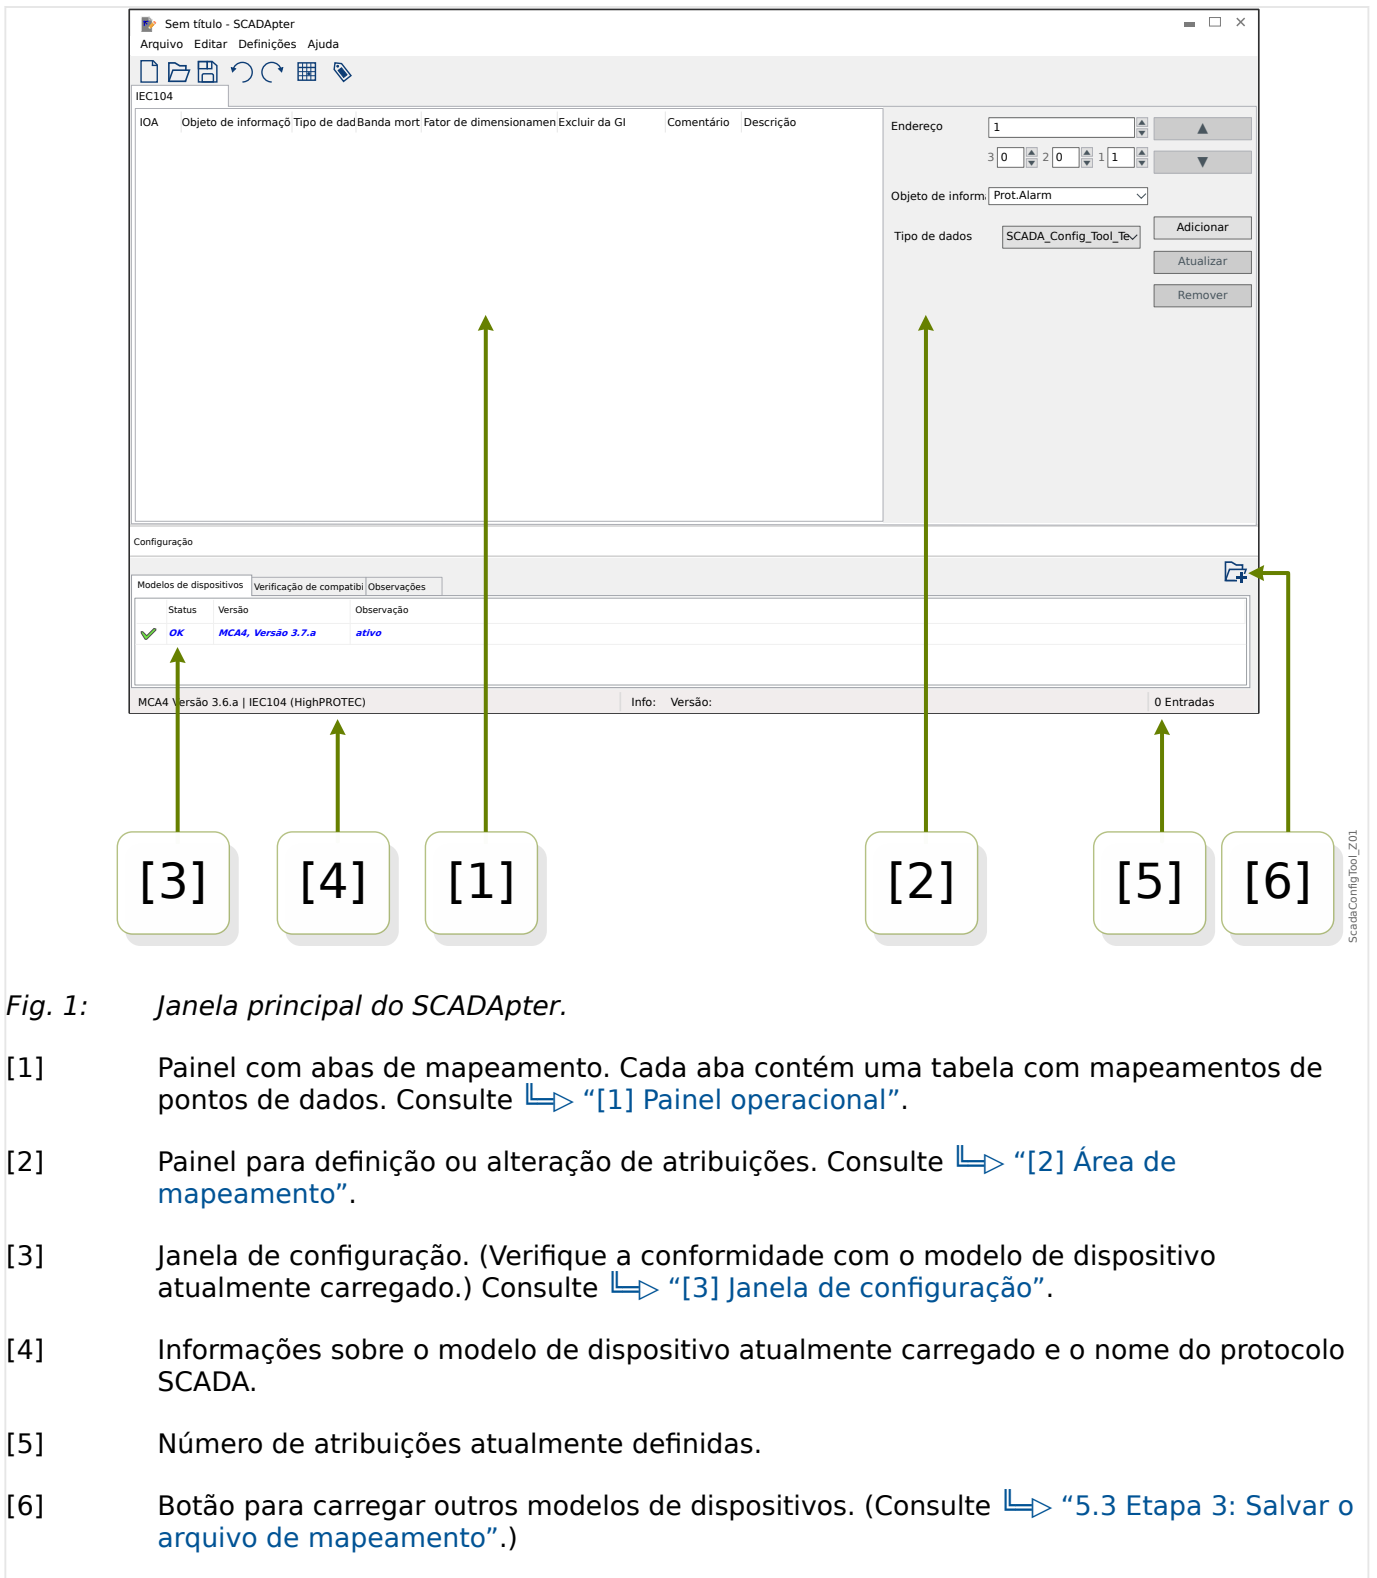 Sem título - SCADApter
Arquivo Editar Definições Ajuda
IEC104
IOA Objeto de informaçõ Tipo de dad Banda mort Fator de dimensionamen Excluir da GI Comentário Descrição
Endereço 1
3 0 2 0 1 1
Objeto de inform Prot.Alarm
Tipo de dados SCADA_Config_Tool_Te
Adicionar
Atualizar
Remover
Configuração
Modelos de dispositivos Verificação de compatibi Observações
Status Versão Observação
OK MCA4, Versão 3.7.a ativo
MCA4 Versão 3.6.a | IEC104 (HighPROTEC) Info: Versão: 0 Entradas
[3] [4] [1] [2] [5] [6]
ScadaConfigTool_Z01
Fig. 1: Janela principal do SCADApter.
[1] Painel com abas de mapeamento. Cada aba contém uma tabela com mapeamentos de
pontos de dados. Consulte “[1] Painel operacional”.
[2] Painel para definição ou alteração de atribuições. Consulte “[2] Área de
mapeamento”.
[3] Janela de configuração. (Verifique a conformidade com o modelo de dispositivo
atualmente carregado.) Consulte “[3] Janela de configuração”.
[4] Informações sobre o modelo de dispositivo atualmente carregado e o nome do protocolo
SCADA.
[5] Número de atribuições atualmente definidas.
[6] Botão para carregar outros modelos de dispositivos. (Consulte “5.3 Etapa 3: Salvar o
arquivo de mapeamento”.)